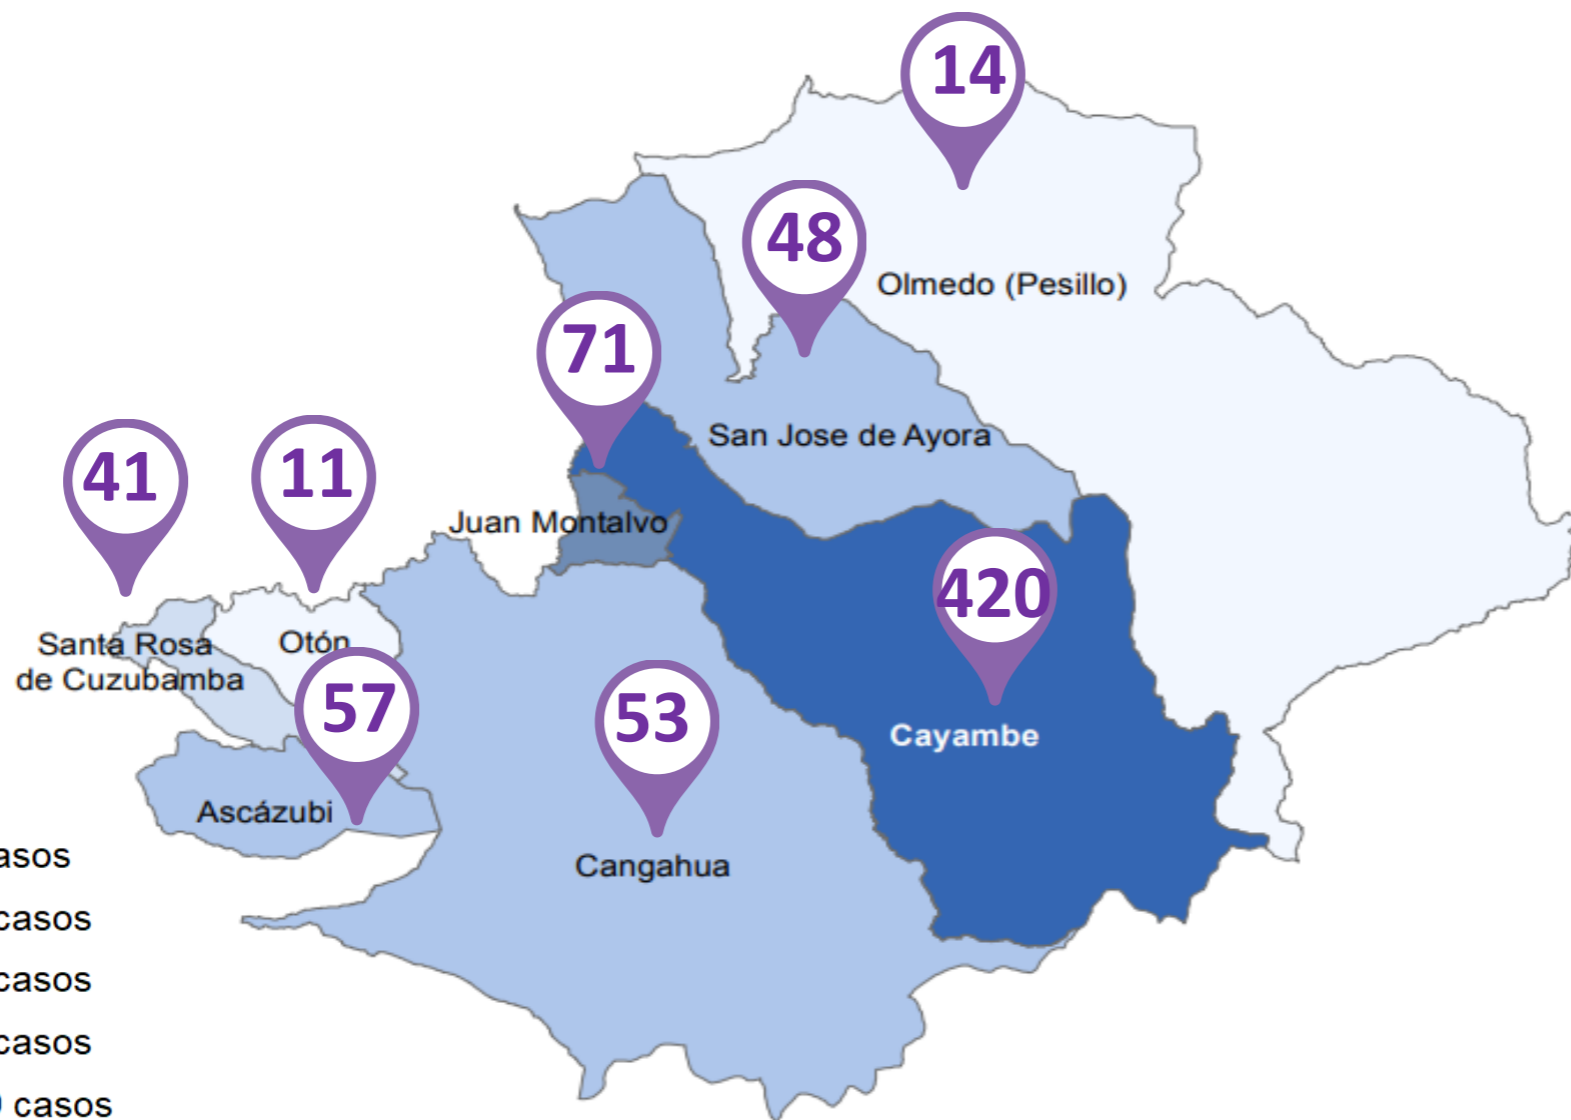 14
48
Olmedo (Pesillo)
71
San Jose de Ayora
41
11
Juan Montalvo
420
Santa Rosa
de Cuzubamba
Otón
57
53
Cayambe
Ascázubi
Cangahua
casos
casos
casos
casos